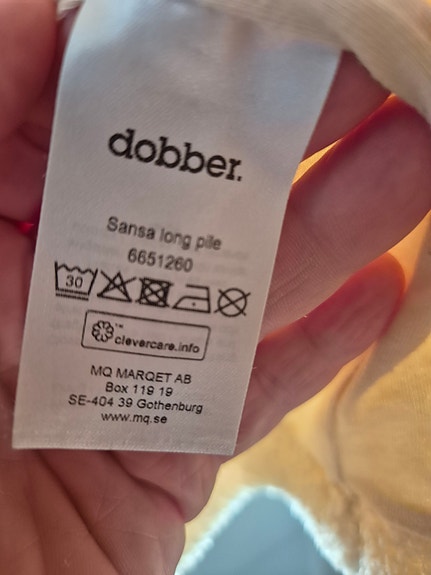 dobber.
Sansa long pile
6651260
30
™
clevercare.info
MQ MARQET AB
Box 119 19
SE-404 39 Gothenburg
www.mq.se